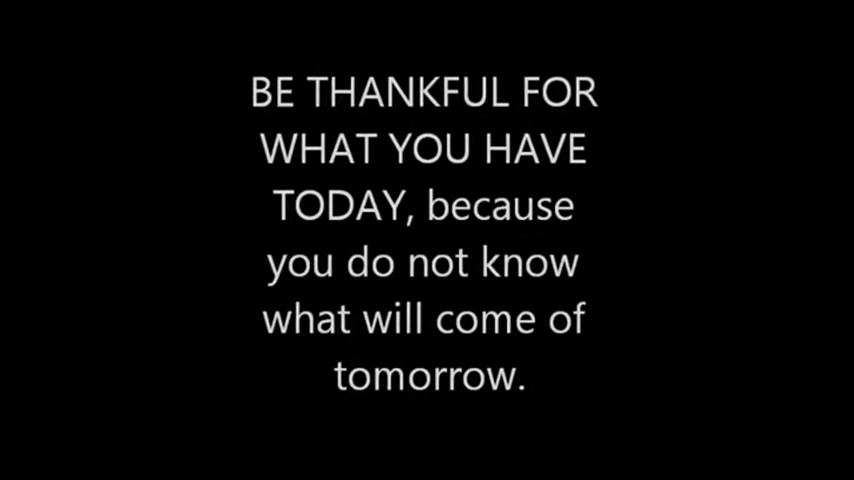 BE THANKFUL FOR
WHAT YOU HAVE
TODAY, because
you do not know
what will come of
tomorrow.